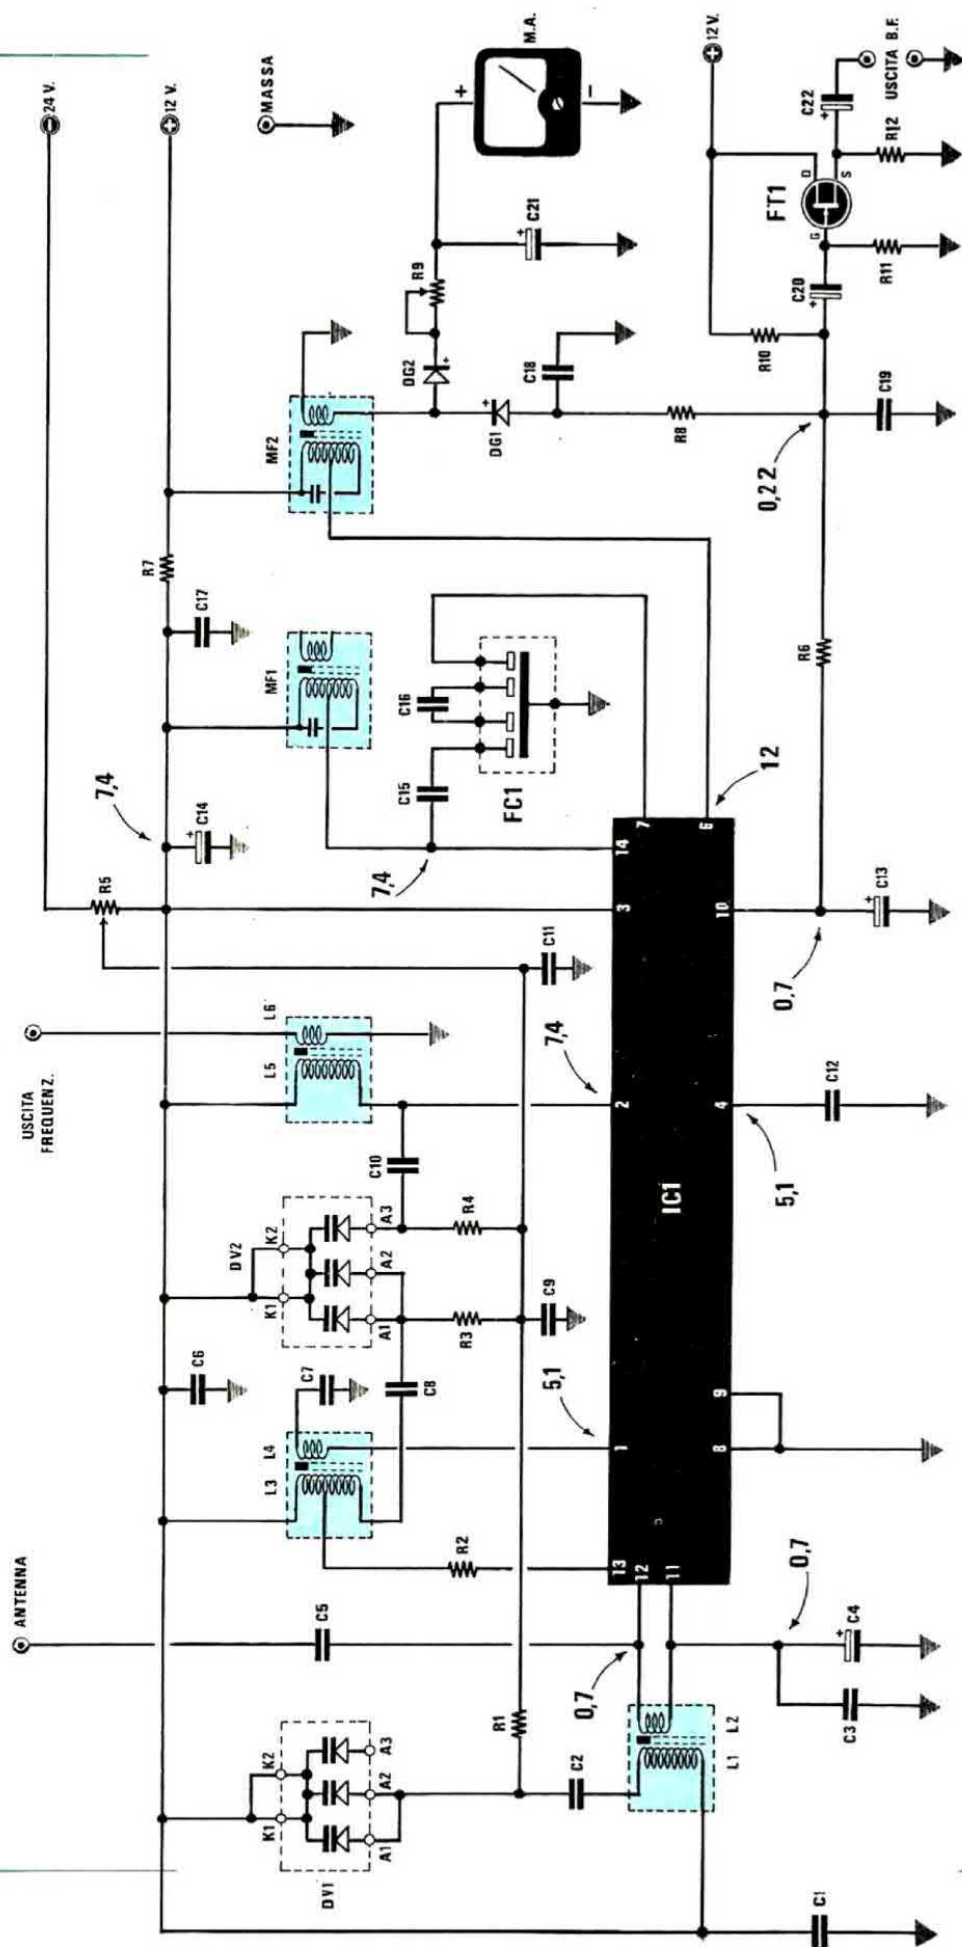 24 V.
12 V.
MASSA
USCITA
FREQUENZ.
ANTENNA
R5
7,4
C14
+
C17
R7
MF1
MF2
DG2
+
R9
+
C21
M.A.
+
-
DG1
+
C18
R8
12 V.
R10
C20
+
FT1
G
D
S
R11
R12
C22
+
USCITA B.F.
C19
0,22
R6
C15
C16
FC1
7,4
12
L5
L6
C10
C11
DV2
K1
K2
A1
A2
A3
R3
R4
C9
C6
C7
C8
L3
L4
R2
5,1
7,4
C5
DV1
K1
K2
A1
A2
A3
R1
C2
L1
L2
0,7
0,7
C3
C4
+
C1
IC1
13
12
11
1
2
3
14
7
8
9
4
10
6
5,1
C12
0,7
C13
+